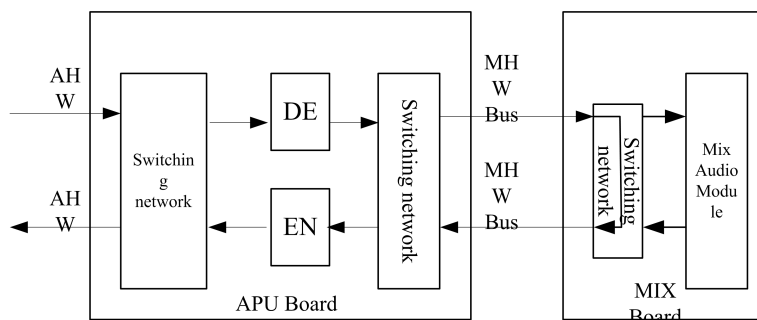 AH
W
AH
W
Switchin
g
network
DE
EN
Switching network
APU Board
MH
W
Bus
MH
W
Bus
Switching
network
Mix
Audio
Modu
le
MIX
Board